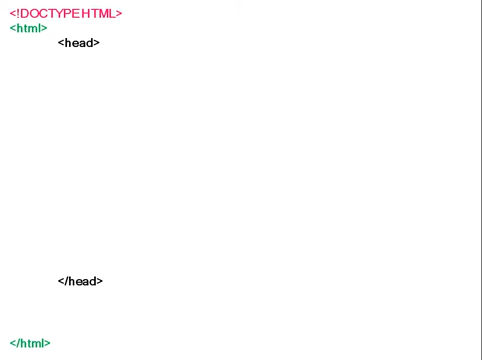 <!DOCTYPE HTML>
<html>
<head>
</head>
</html>